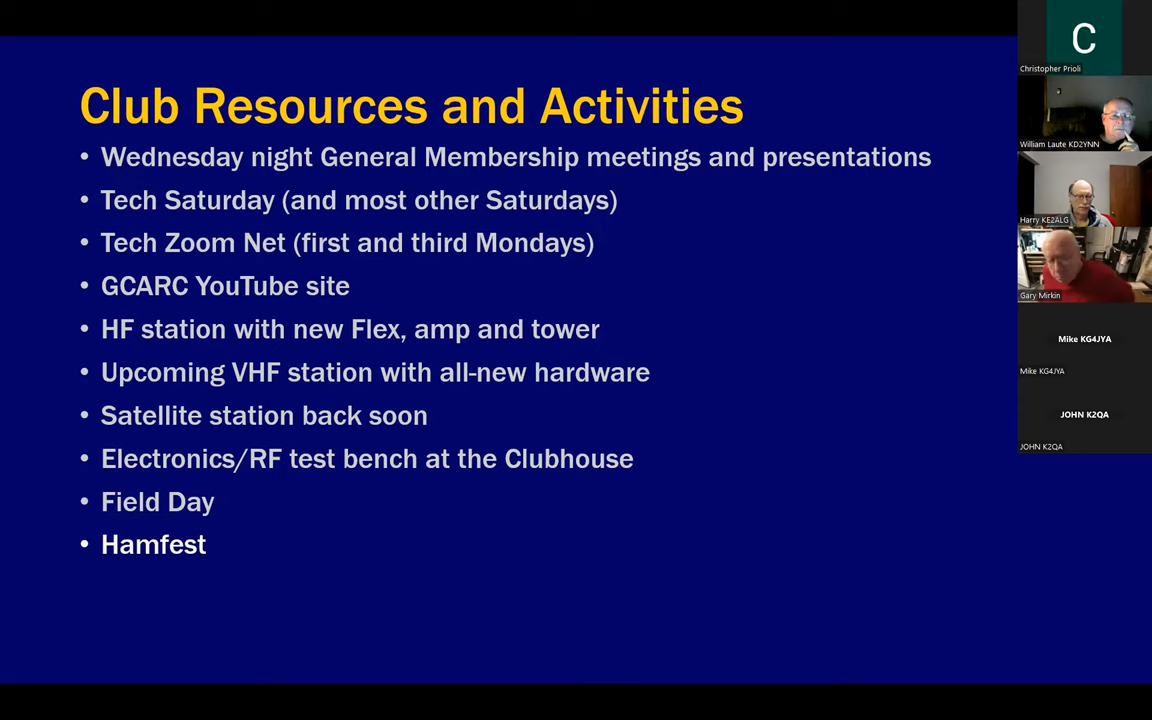 Club Resources and Activities
• Wednesday night General Membership meetings and presentations
• Tech Saturday (and most other Saturdays)
• Tech Zoom Net (first and third Mondays)
• GCARC YouTube site
• HF station with new Flex, amp and tower
• Upcoming VHF station with all-new hardware
• Satellite station back soon
• Electronics/RF test bench at the Clubhouse
• Field Day
• Hamfest
C
Christopher Prioli
William Laute KD2YNN
Harry KE2ALG
Gary Mirkin
Mike KG4JYA
Mike KG4JYA
JOHN K2QA
JOHN K2QA